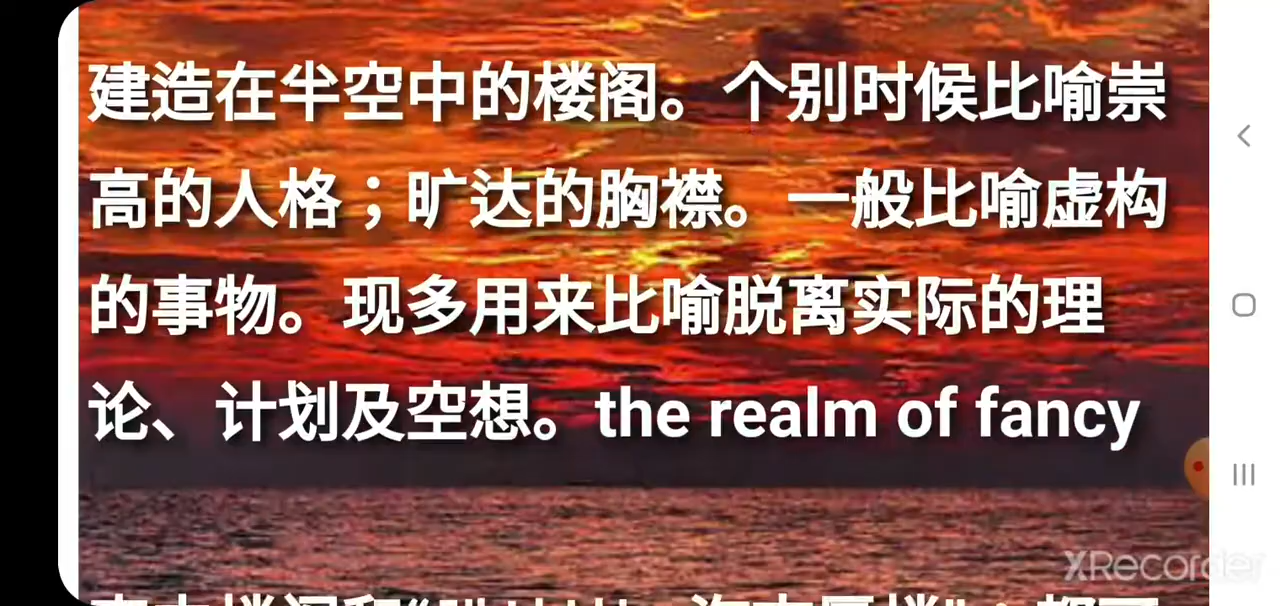 建造在半空中的楼阁。个别时候比喻崇
高的人格；旷达的胸襟。一般比喻虚构
的事物。现多用来比喻脱离实际的理
论、计划及空想。the realm of fancy
XRecorder